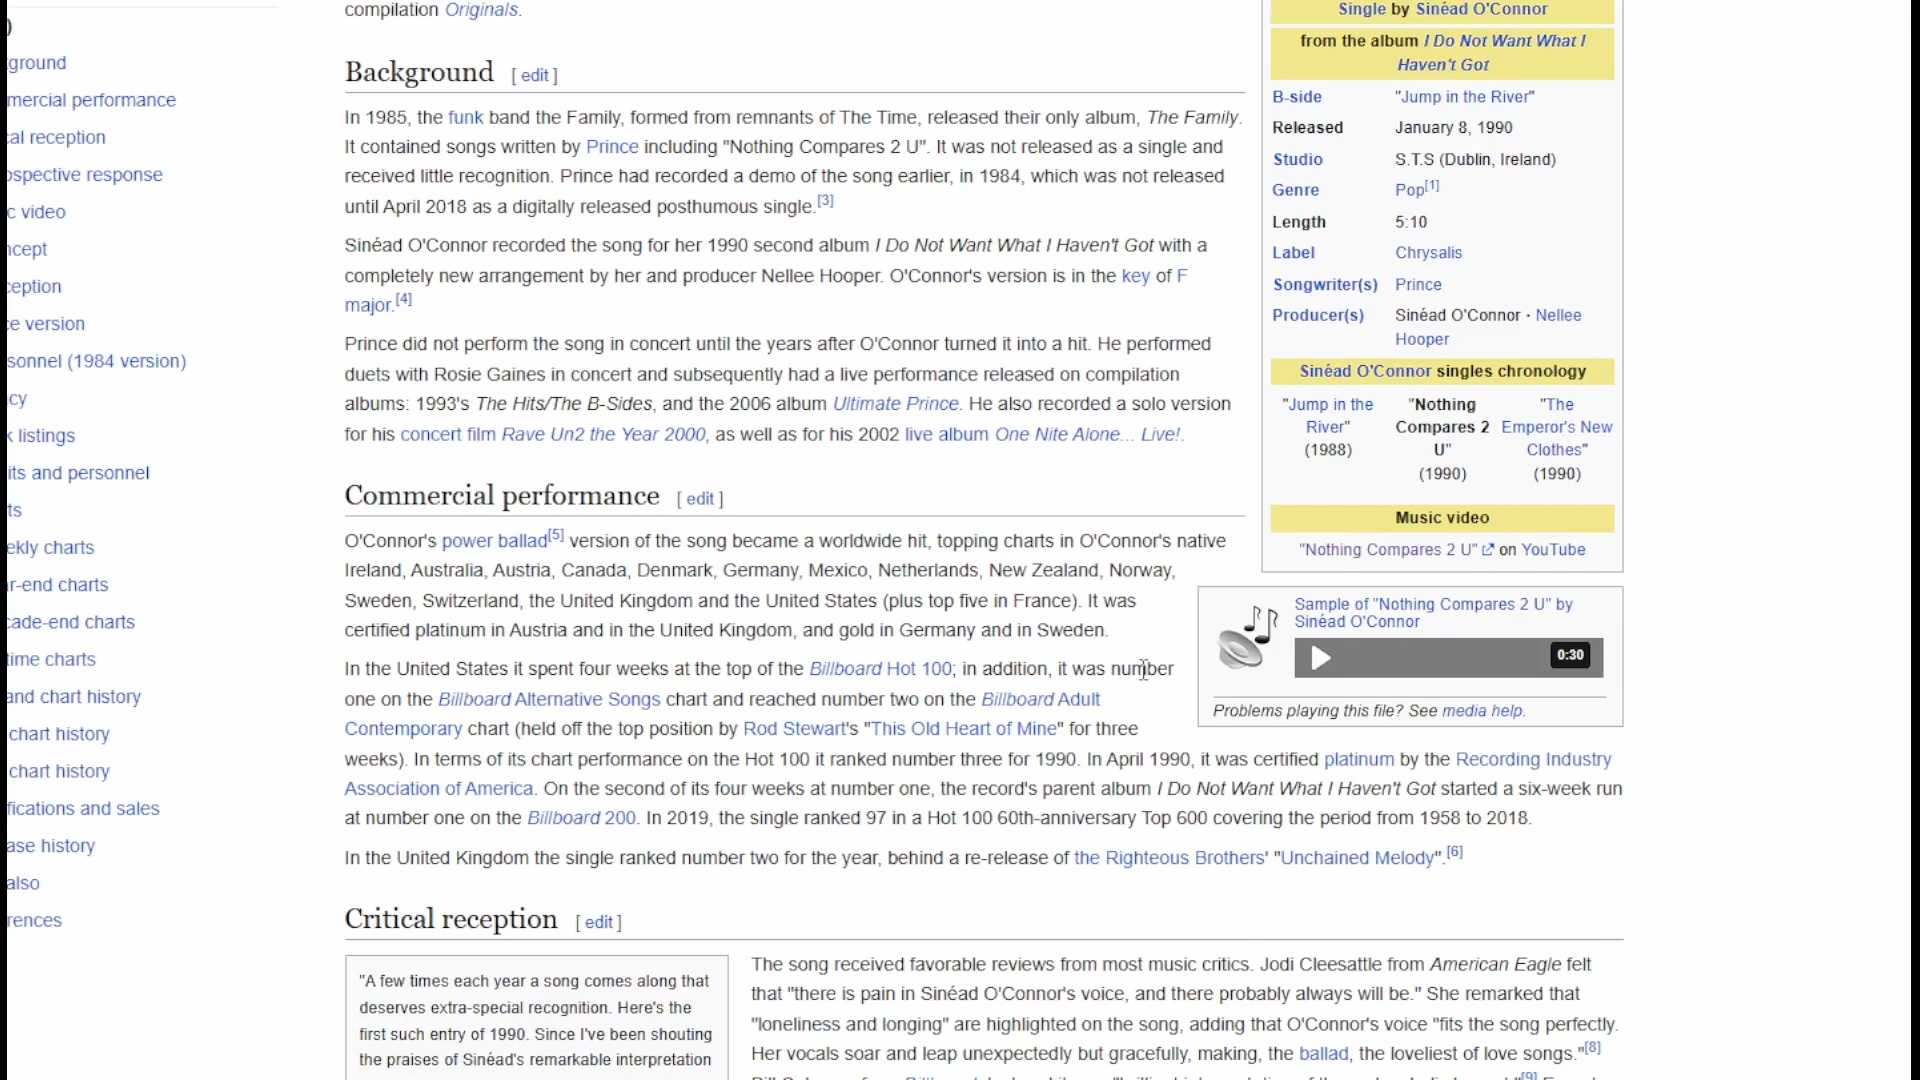 )
ground
mercial performance
cal reception
ospective response
c video
ncept
ception
ce version
sonnel (1984 version)
cy
k listings
its and personnel
ts
ekly charts
r-end charts
cade-end charts
time charts
and chart history
chart history
chart history
fications and sales
ase history
also
rences
compilation Originals.
Background [ edit ]
In 1985, the funk band the Family, formed from remnants of The Time, released their only album, The Family.
It contained songs written by Prince including "Nothing Compares 2 U". It was not released as a single and
received little recognition. Prince had recorded a demo of the song earlier, in 1984, which was not released
until April 2018 as a digitally released posthumous single.[3]
Sinéad O'Connor recorded the song for her 1990 second album I Do Not Want What I Haven't Got with a
completely new arrangement by her and producer Nellee Hooper. O'Connor's version is in the key of F
major.[4]
Prince did not perform the song in concert until the years after O'Connor turned it into a hit. He performed
duets with Rosie Gaines in concert and subsequently had a live performance released on compilation
albums: 1993's The Hits/The B-Sides, and the 2006 album Ultimate Prince. He also recorded a solo version
for his concert film Rave Un2 the Year 2000, as well as for his 2002 live album One Nite Alone... Live!.
Commercial performance [ edit ]
O'Connor's power ballad[5] version of the song became a worldwide hit, topping charts in O'Connor's native
Ireland, Australia, Austria, Canada, Denmark, Germany, Mexico, Netherlands, New Zealand, Norway,
Sweden, Switzerland, the United Kingdom and the United States (plus top five in France). It was
certified platinum in Austria and in the United Kingdom, and gold in Germany and in Sweden.
In the United States it spent four weeks at the top of the Billboard Hot 100; in addition, it was number
one on the Billboard Alternative Songs chart and reached number two on the Billboard Adult
Contemporary chart (held off the top position by Rod Stewart's "This Old Heart of Mine" for three
weeks). In terms of its chart performance on the Hot 100 it ranked number three for 1990. In April 1990, it was certified platinum by the Recording Industry
Association of America. On the second of its four weeks at number one, the record's parent album I Do Not Want What I Haven't Got started a six-week run
at number one on the Billboard 200. In 2019, the single ranked 97 in a Hot 100 60th-anniversary Top 600 covering the period from 1958 to 2018.
In the United Kingdom the single ranked number two for the year, behind a re-release of the Righteous Brothers' "Unchained Melody".[6]
Critical reception [ edit ]
"A few times each year a song comes along that
deserves extra-special recognition. Here's the
first such entry of 1990. Since I've been shouting
the praises of Sinéad's remarkable interpretation
The song received favorable reviews from most music critics. Jodi Cleesattle from American Eagle felt
that "there is pain in Sinéad O'Connor's voice, and there probably always will be." She remarked that
"loneliness and longing" are highlighted on the song, adding that O'Connor's voice "fits the song perfectly.
Her vocals soar and leap unexpectedly but gracefully, making, the ballad, the loveliest of love songs."[8]
Single by Sinéad O'Connor
from the album I Do Not Want What I
Haven't Got
B-side "Jump in the River"
Released January 8, 1990
Studio S.T.S (Dublin, Ireland)
Genre Pop[1]
Length 5:10
Label Chrysalis
Songwriter(s) Prince
Producer(s) Sinéad O'Connor · Nellee
Hooper
Sinéad O'Connor singles chronology
"Jump in the "Nothing "The
River" Compares 2 Emperor's New
(1988) U" Clothes"
(1990) (1990)
Music video
"Nothing Compares 2 U" on YouTube
Sample of "Nothing Compares 2 U" by
Sinéad O'Connor
0:30
Problems playing this file? See media help.